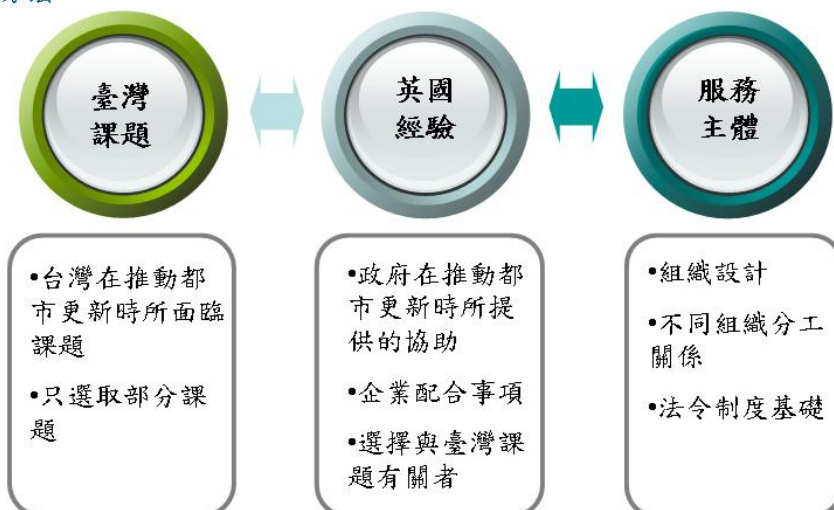 臺灣
課題
英國
經驗
服務
主體
•台灣在推動都
市更新時所面臨
課題
•只選取部分課
題
•政府在推動都
市更新時所提
供的協助
•企業配合事項
•選擇與臺灣課
題有關者
•組織設計
•不同組織分工
關係
•法令制度基礎